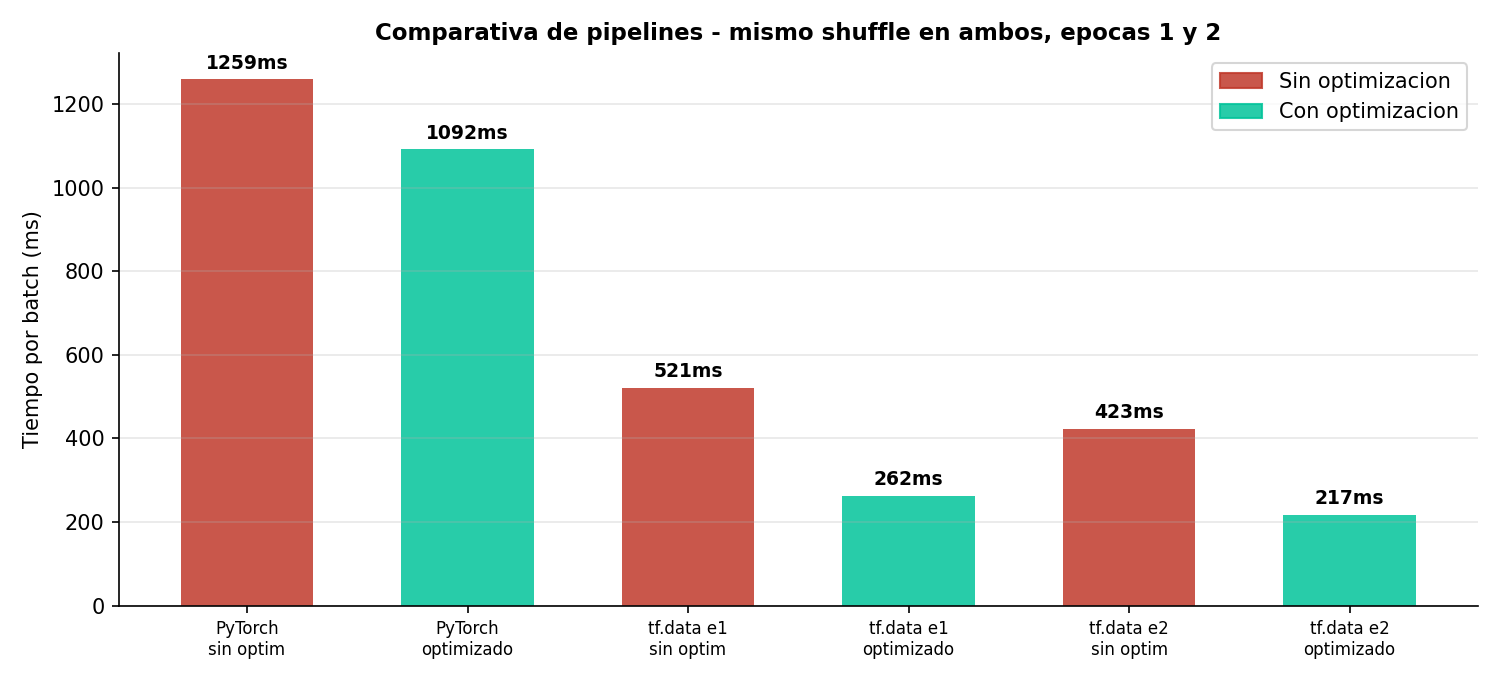 Comparativa de pipelines - mismo shuffle en ambos, epocas 1 y 2
Tiempo por batch (ms)
1200
1000
800
600
400
200
0
1259ms
1092ms
521ms
262ms
423ms
217ms
Sin optimizacion
Con optimizacion
PyTorch
sin optim
PyTorch
optimizado
tf.data e1
sin optim
tf.data e1
optimizado
tf.data e2
sin optim
tf.data e2
optimizado